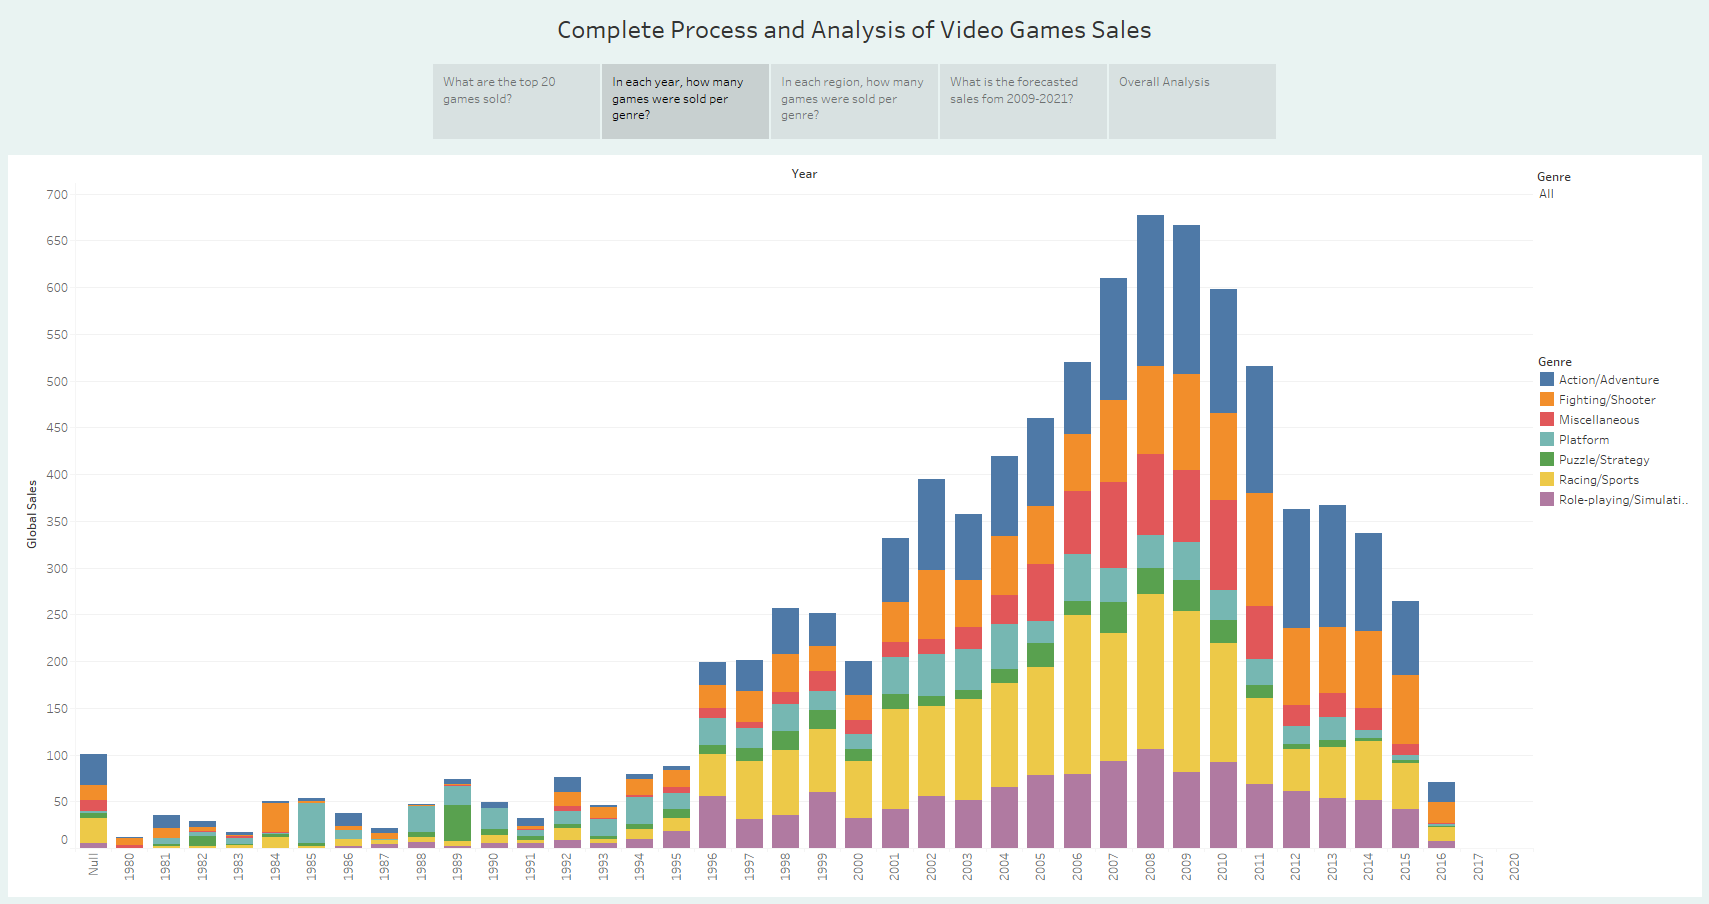 Complete Process and Analysis of Video Games Sales
What are the top 20
games sold?
In each year, how many
games were sold per
genre?
In each region, how many
games were sold per
genre?
What is the forecasted
sales fom 2009-2021?
Overall Analysis
Year
Genre
All
700
650
600
550
500
450
400
350
300
250
200
150
100
50
0
Global Sales
Genre
Action/Adventure
Fighting/Shooter
Miscellaneous
Platform
Puzzle/Strategy
Racing/Sports
Role-playing/Simulati..
Null
1980
1981
1982
1983
1984
1985
1986
1987
1988
1989
1990
1991
1992
1993
1994
1995
1996
1997
1998
1999
2000
2001
2002
2003
2004
2005
2006
2007
2008
2009
2010
2011
2012
2013
2014
2015
2016
2017
2020